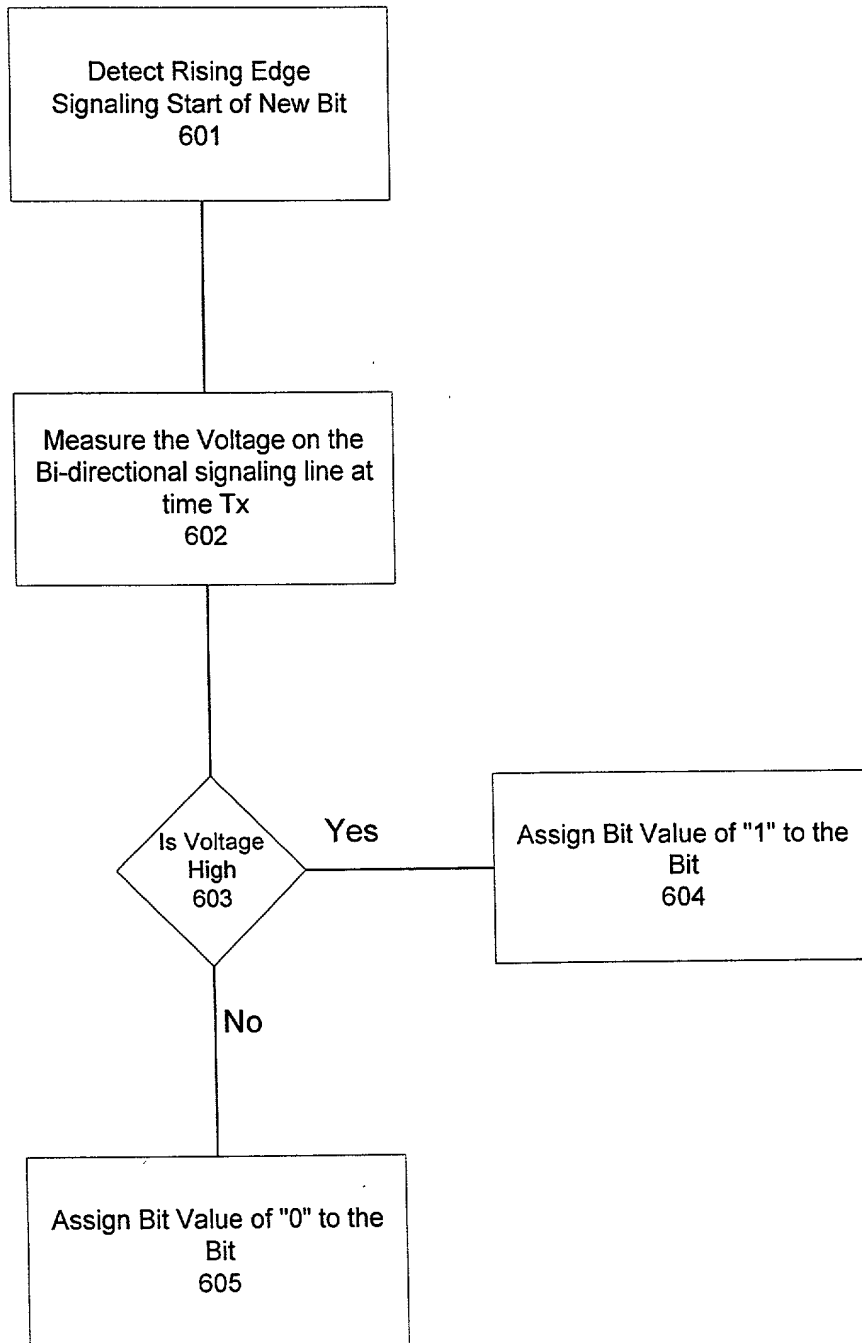 Detect Rising Edge
Signaling Start of New Bit
601
Measure the Voltage on the
Bi-directional signaling line at
time Tx
602
Is Voltage
High
603
Yes
Assign Bit Value of "1" to the
Bit
604
No
Assign Bit Value of "0" to the
Bit
605